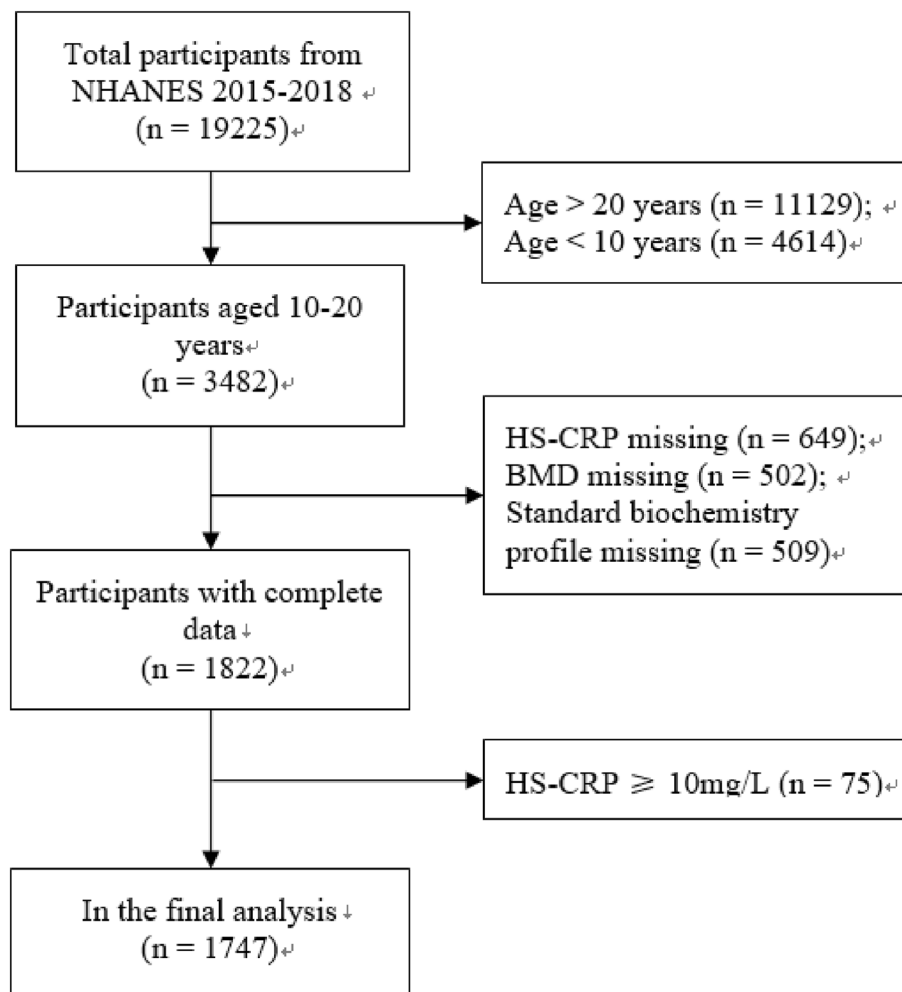 Total participants from
NHANES 2015-2018 ↵
(n = 19225)↵
Age > 20 years (n = 11129); ↵
Age < 10 years (n = 4614)↵
Participants aged 10-20
years↵
(n = 3482)↵
HS-CRP missing (n = 649);↵
BMD missing (n = 502); ↵
Standard biochemistry
profile missing (n = 509)↵
Participants with complete
data↓
(n = 1822)↵
HS-CRP ⩾ 10mg/L (n = 75)↵
In the final analysis↓
(n = 1747)↵